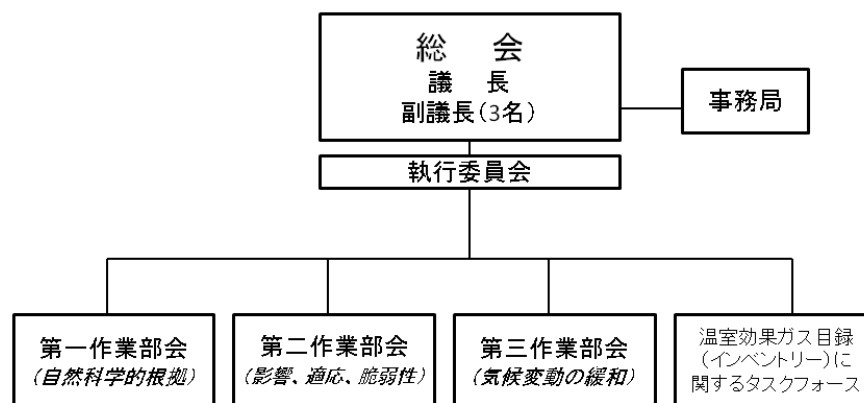 総 会
議 長
副議長(3名)
事務局
執行委員会
第一作業部会
(自然科学的根拠)
第二作業部会
(影響、適応、脆弱性)
第三作業部会
(気候変動の緩和)
温室効果ガス目録
(インベントリー)に
関するタスクフォース